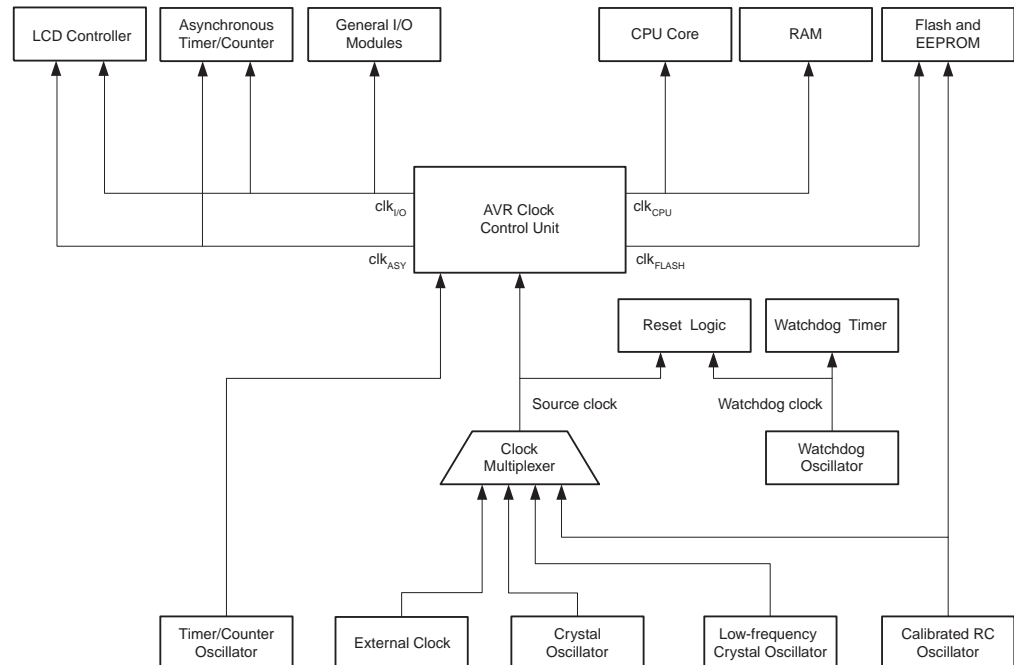 LCD Controller
Asynchronous
Timer/Counter
General I/O
Modules
CPU Core
RAM
Flash and
EEPROM
clkI/O
AVR Clock
Control Unit
clkCPU
clkASY
clkFLASH
Reset Logic
Watchdog Timer
Source clock
Watchdog clock
Clock
Multiplexer
Watchdog
Oscillator
Timer/Counter
Oscillator
External Clock
Crystal
Oscillator
Low-frequency
Crystal Oscillator
Calibrated RC
Oscillator